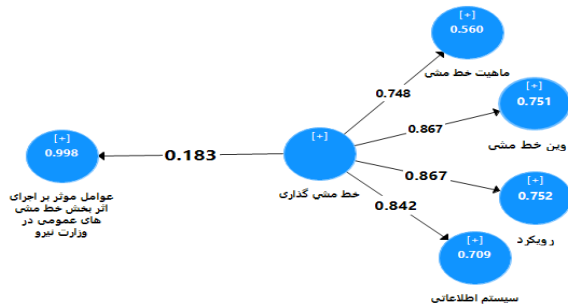 [+]
0.560
ماهیت خط مشی
0.748
[+]
0.751
وین خط مشی
0.867
[+]
0.998
عوامل موثر بر اجرای
اثر بخش خط مشی
های عمومی در
وزارت نیرو
0.183
[+]
خط مشی گذاری
0.867
[+]
0.752
رویکرد
0.842
[+]
0.709
سیستم اطلاعاتی